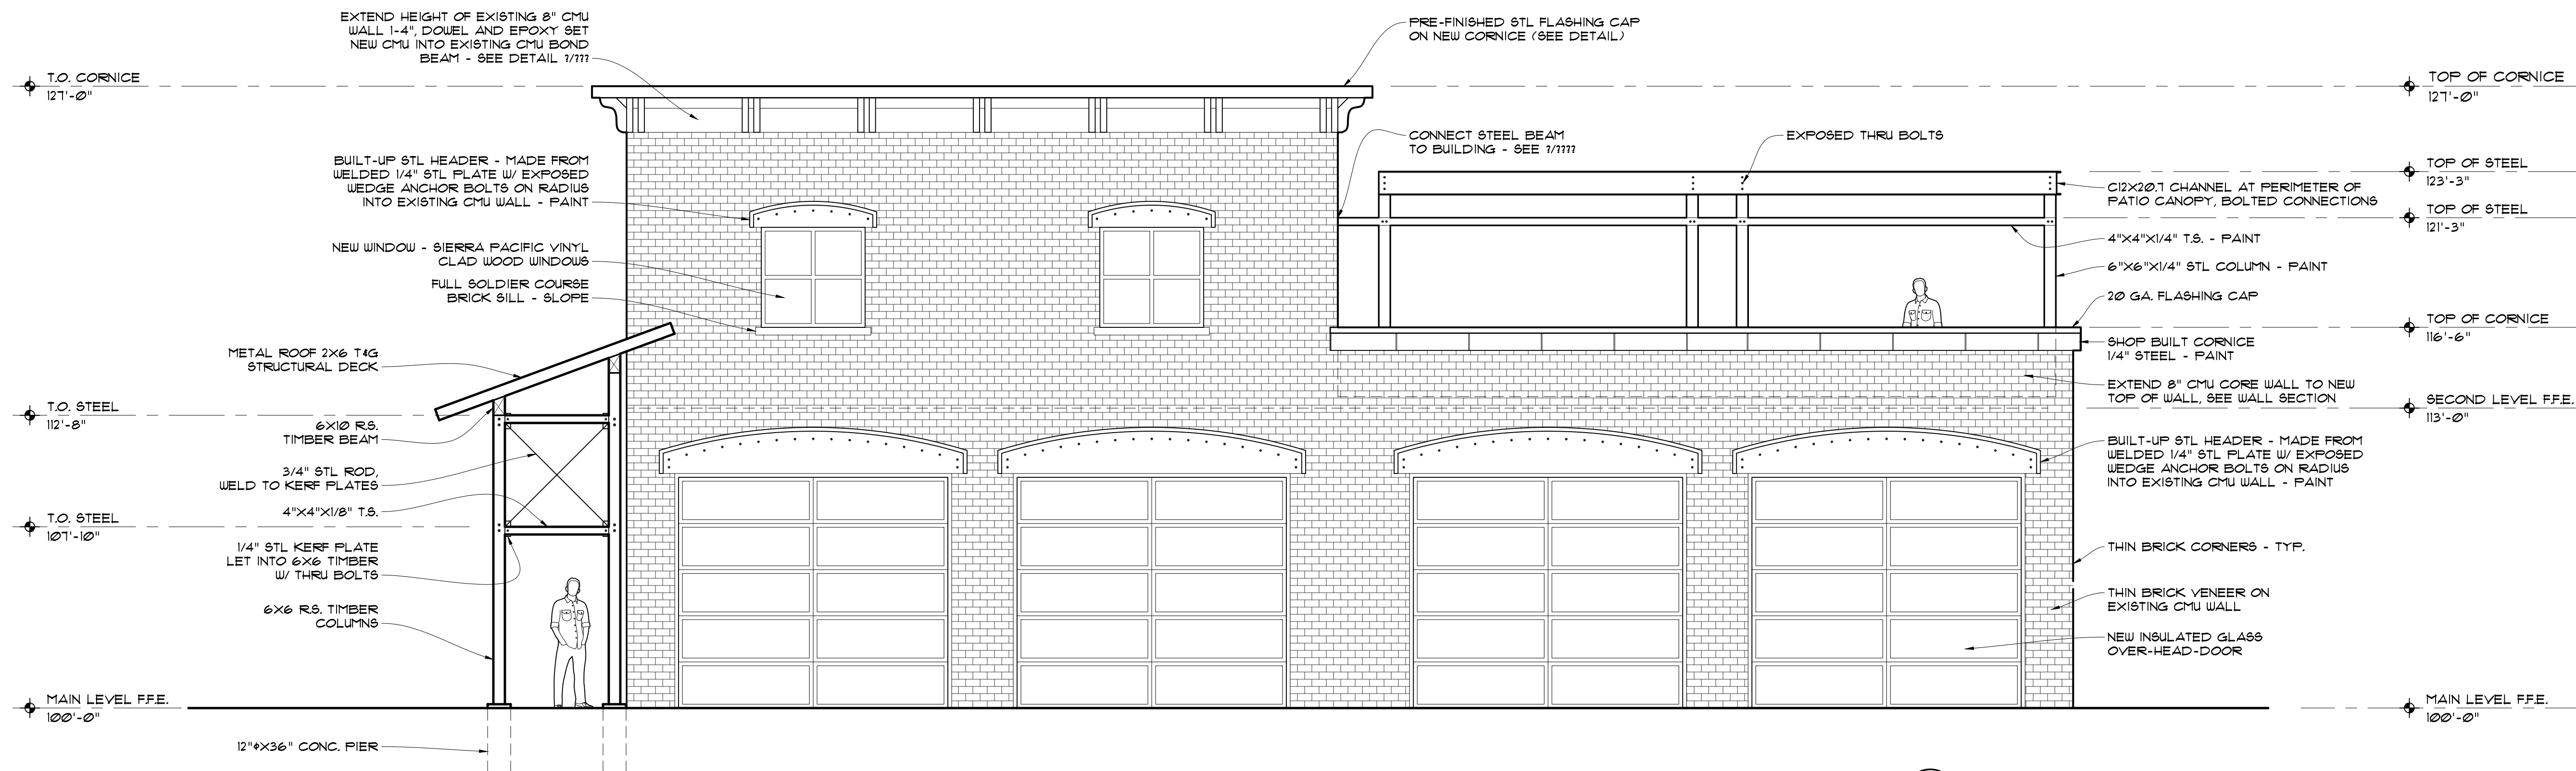 EXTEND HEIGHT OF EXISTING 8" CMU
WALL 1-4", DOWEL AND EPOXY SET
NEW CMU INTO EXISTING CMU BOND
BEAM - SEE DETAIL ?/???
PRE-FINISHED STL FLASHING CAP
ON NEW CORNICE (SEE DETAIL)
T.O. CORNICE
127'-0"
TOP OF CORNICE
127'-0"
CONNECT STEEL BEAM
TO BUILDING - SEE ?/????
EXPOSED THRU BOLTS
BUILT-UP STL HEADER - MADE FROM
WELDED 1/4" STL PLATE W/ EXPOSED
WEDGE ANCHOR BOLTS ON RADIUS
INTO EXISTING CMU WALL - PAINT
TOP OF STEEL
123'-3"
C12X20.7 CHANNEL AT PERIMETER OF
PATIO CANOPY, BOLTED CONNECTIONS
TOP OF STEEL
121'-3"
NEW WINDOW - SIERRA PACIFIC VINYL
CLAD WOOD WINDOWS
4"X4"X1/4" T.S. - PAINT
6"X6"X1/4" STL COLUMN - PAINT
FULL SOLDIER COURSE
BRICK SILL - SLOPE
20 GA. FLASHING CAP
TOP OF CORNICE
116'-6"
METAL ROOF 2X6 T&G
STRUCTURAL DECK
SHOP BUILT CORNICE
1/4" STEEL - PAINT
EXTEND 8" CMU CORE WALL TO NEW
TOP OF WALL, SEE WALL SECTION
T.O. STEEL
112'-8"
SECOND LEVEL F.F.E.
113'-0"
6X10 R.S.
TIMBER BEAM
BUILT-UP STL HEADER - MADE FROM
WELDED 1/4" STL PLATE W/ EXPOSED
WEDGE ANCHOR BOLTS ON RADIUS
INTO EXISTING CMU WALL - PAINT
3/4" STL ROD,
WELD TO KERF PLATES
4"X4"X1/8" T.S.
T.O. STEEL
107'-10"
1/4" STL KERF PLATE
LET INTO 6X6 TIMBER
W/ THRU BOLTS
THIN BRICK CORNERS - TYP.
THIN BRICK VENEER ON
EXISTING CMU WALL
6X6 R.S. TIMBER
COLUMNS
NEW INSULATED GLASS
OVER-HEAD-DOOR
MAIN LEVEL F.F.E.
100'-0"
MAIN LEVEL F.F.E.
100'-0"
12"ϕX36" CONC. PIER